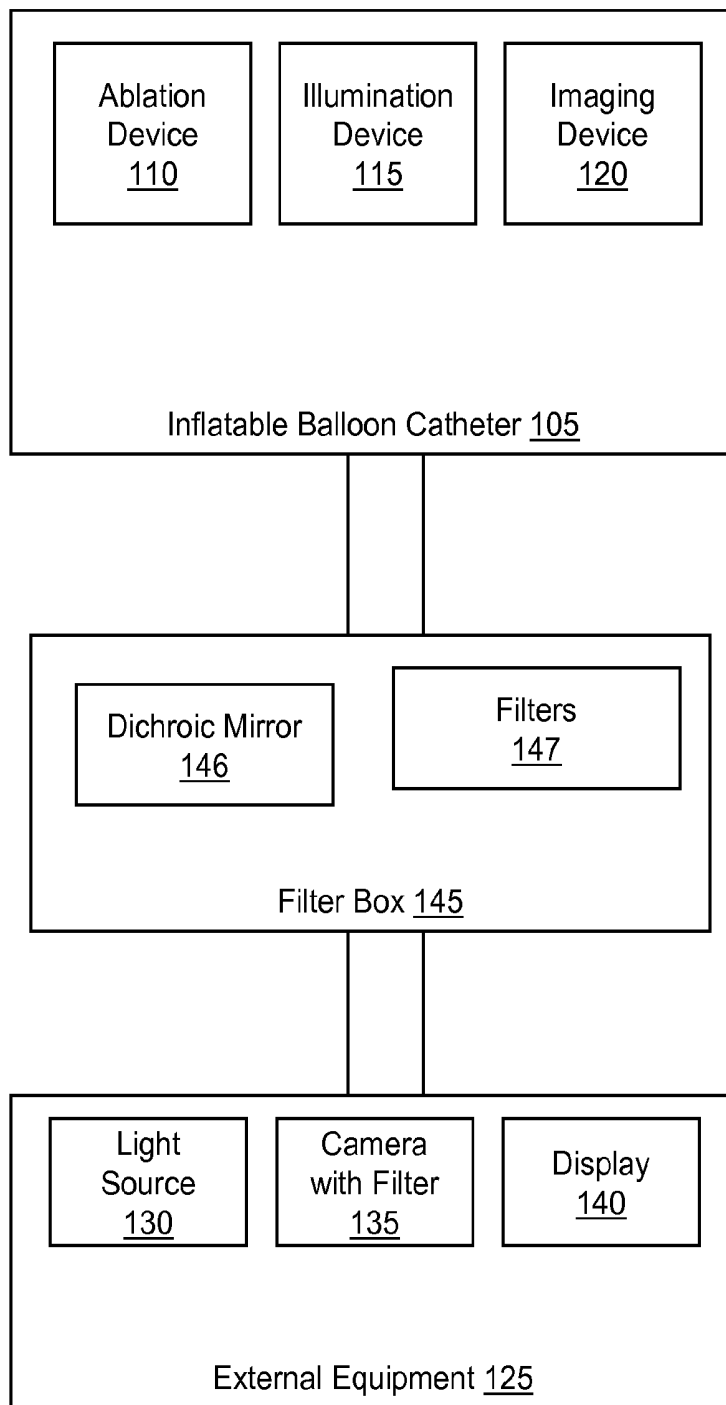 Ablation
Device
110
Illumination
Device
115
Imaging
Device
120
Inflatable Balloon Catheter 105
Dichroic Mirror
146
Filters
147
Filter Box 145
Light
Source
130
Camera
with Filter
135
Display
140
External Equipment 125